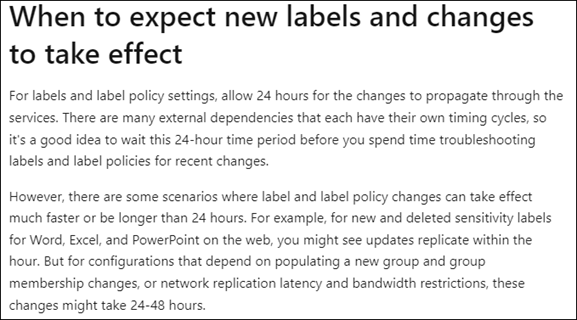 When to expect new labels and changes
to take effect
For labels and label policy settings, allow 24 hours for the changes to propagate through the
services. There are many external dependencies that each have their own timing cycles, so
it's a good idea to wait this 24-hour time period before you spend time troubleshooting
labels and label policies for recent changes.
However, there are some scenarios where label and label policy changes can take effect
much faster or be longer than 24 hours. For example, for new and deleted sensitivity labels
for Word, Excel, and PowerPoint on the web, you might see updates replicate within the
hour. But for configurations that depend on populating a new group and group
membership changes, or network replication latency and bandwidth restrictions, these
changes might take 24-48 hours.